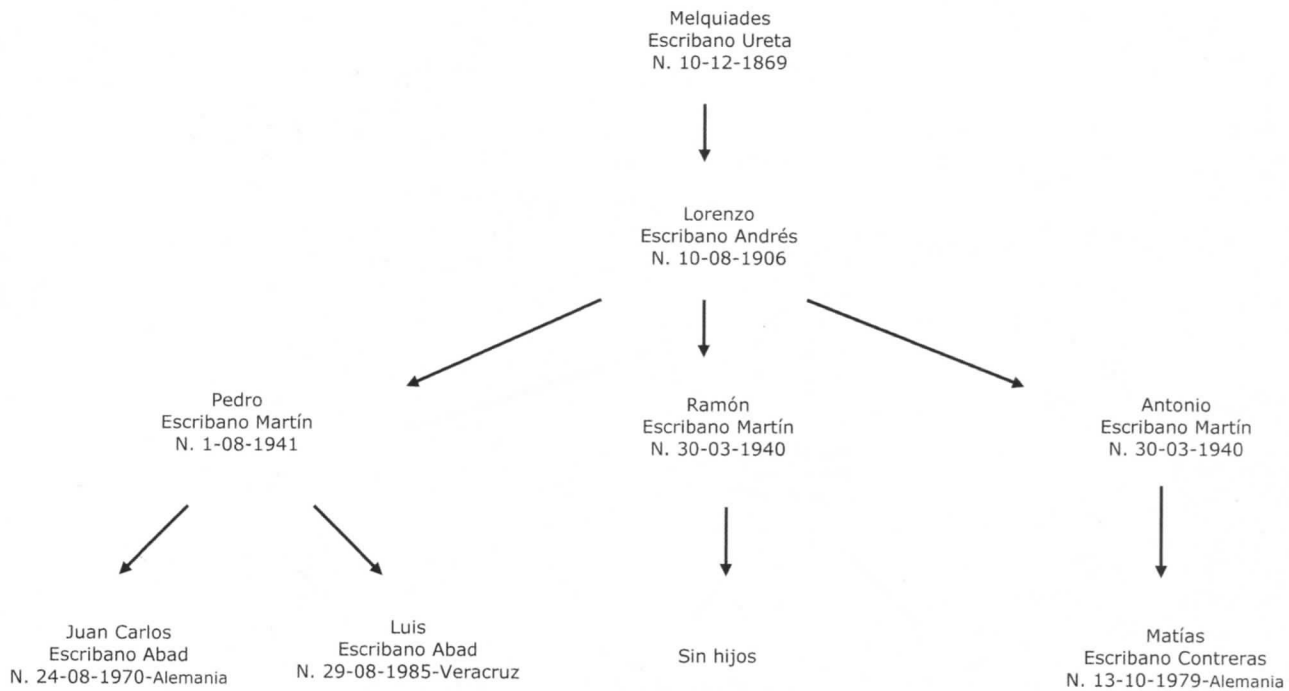 Melquiades
Escribano Ureta
N. 10-12-1869
Lorenzo
Escribano Andrés
N. 10-08-1906
Pedro
Escribano Martín
N. 1-08-1941
Ramón
Escribano Martín
N. 30-03-1940
Antonio
Escribano Martín
N. 30-03-1940
Juan Carlos
Escribano Abad
N. 24-08-1970-Alemania
Luis
Escribano Abad
N. 29-08-1985-Veracruz
Sin hijos
Matías
Escribano Contreras
N. 13-10-1979-Alemania